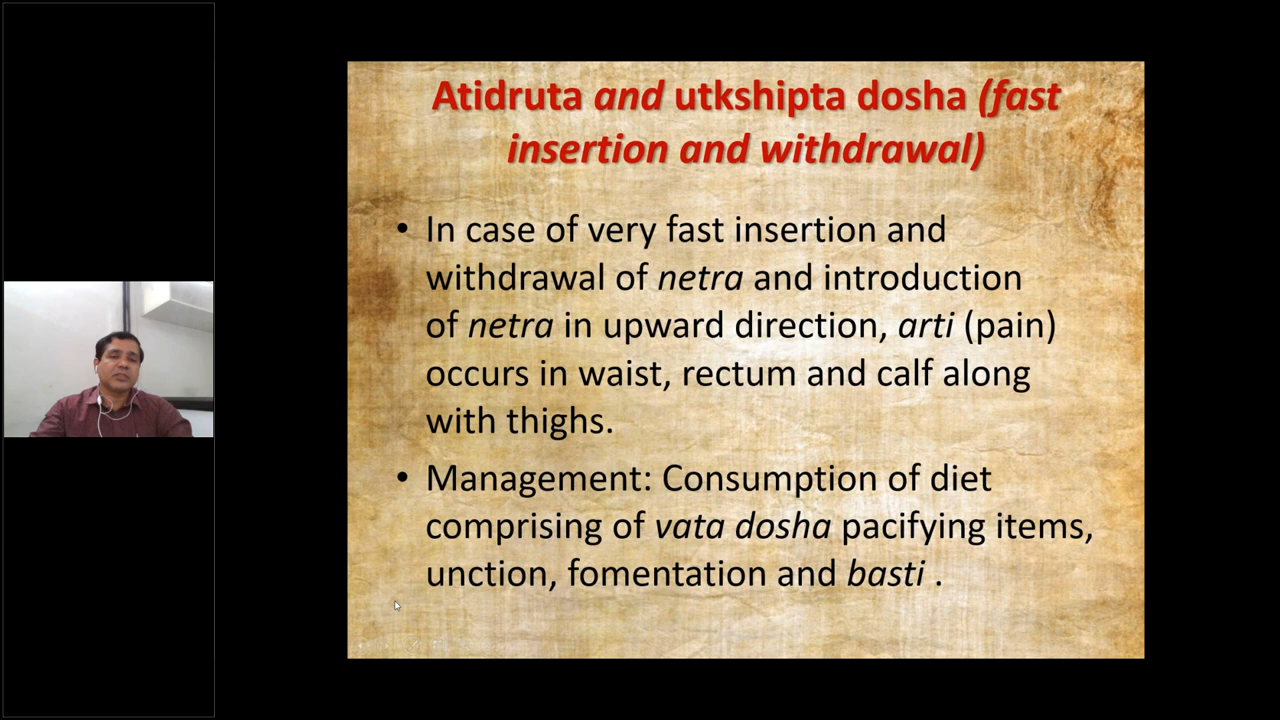 Atidruta and utkshipta dosha (fast
insertion and withdrawal)
• In case of very fast insertion and
withdrawal of netra and introduction
of netra in upward direction, arti (pain)
occurs in waist, rectum and calf along
with thighs.
• Management: Consumption of diet
comprising of vata dosha pacifying items,
unction, fomentation and basti .